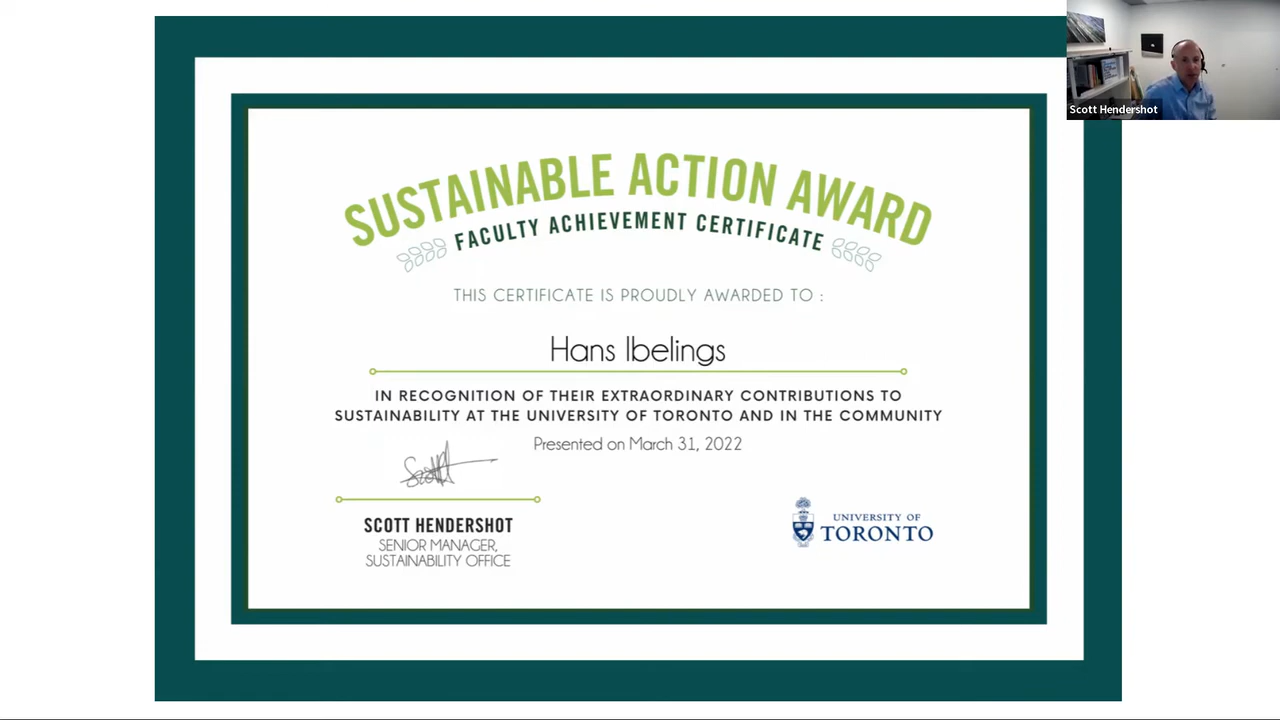 Scott Hendershot
SUSTAINABLE ACTION AWARD
FACULTY ACHIEVEMENT CERTIFICATE
THIS CERTIFICATE IS PROUDLY AWARDED TO :
Hans Ibelings
IN RECOGNITION OF THEIR EXTRAORDINARY CONTRIBUTIONS TO
SUSTAINABILITY AT THE UNIVERSITY OF TORONTO AND IN THE COMMUNITY
Presented on March 31, 2022
SCOTT HENDERSHOT
SENIOR MANAGER,
SUSTAINABILITY OFFICE
UNIVERSITY OF
TORONTO